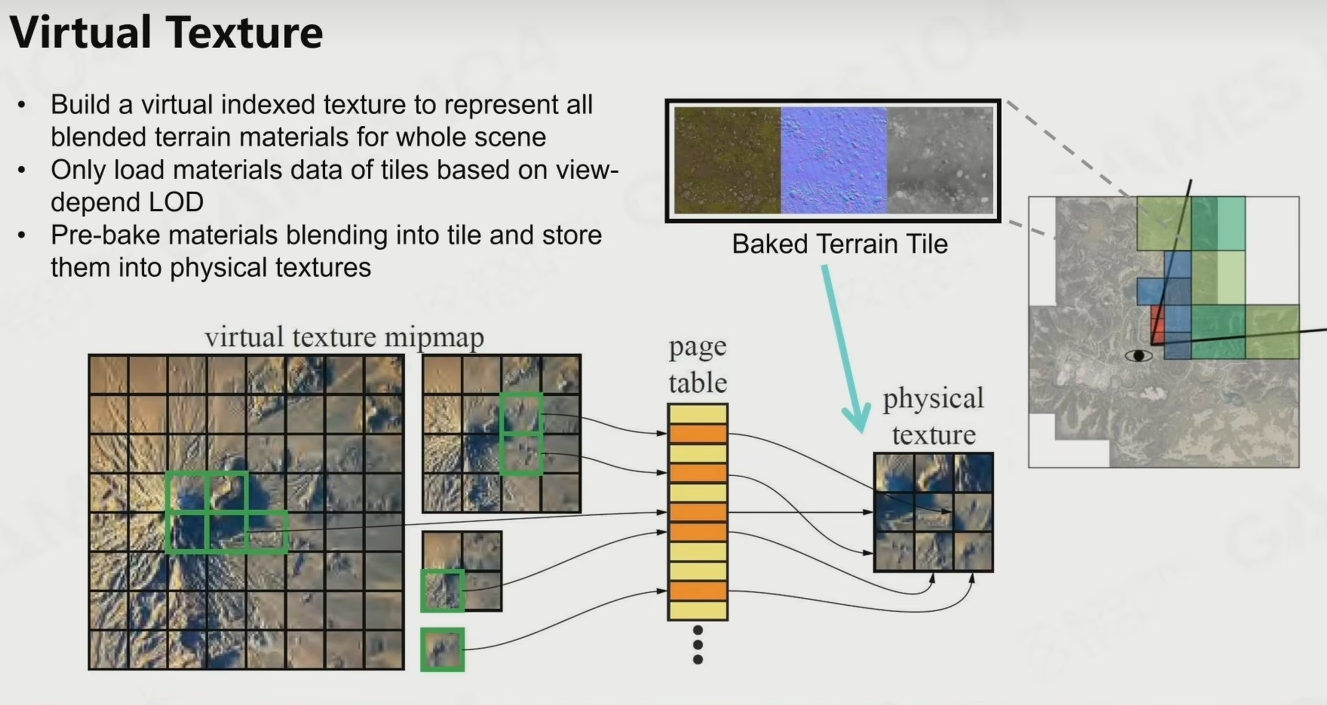 Virtual Texture
• Build a virtual indexed texture to represent all
blended terrain materials for whole scene
• Only load materials data of tiles based on view-
depend LOD
• Pre-bake materials blending into tile and store
them into physical textures
Baked Terrain Tile
virtual texture mipmap
page
table
physical
texture